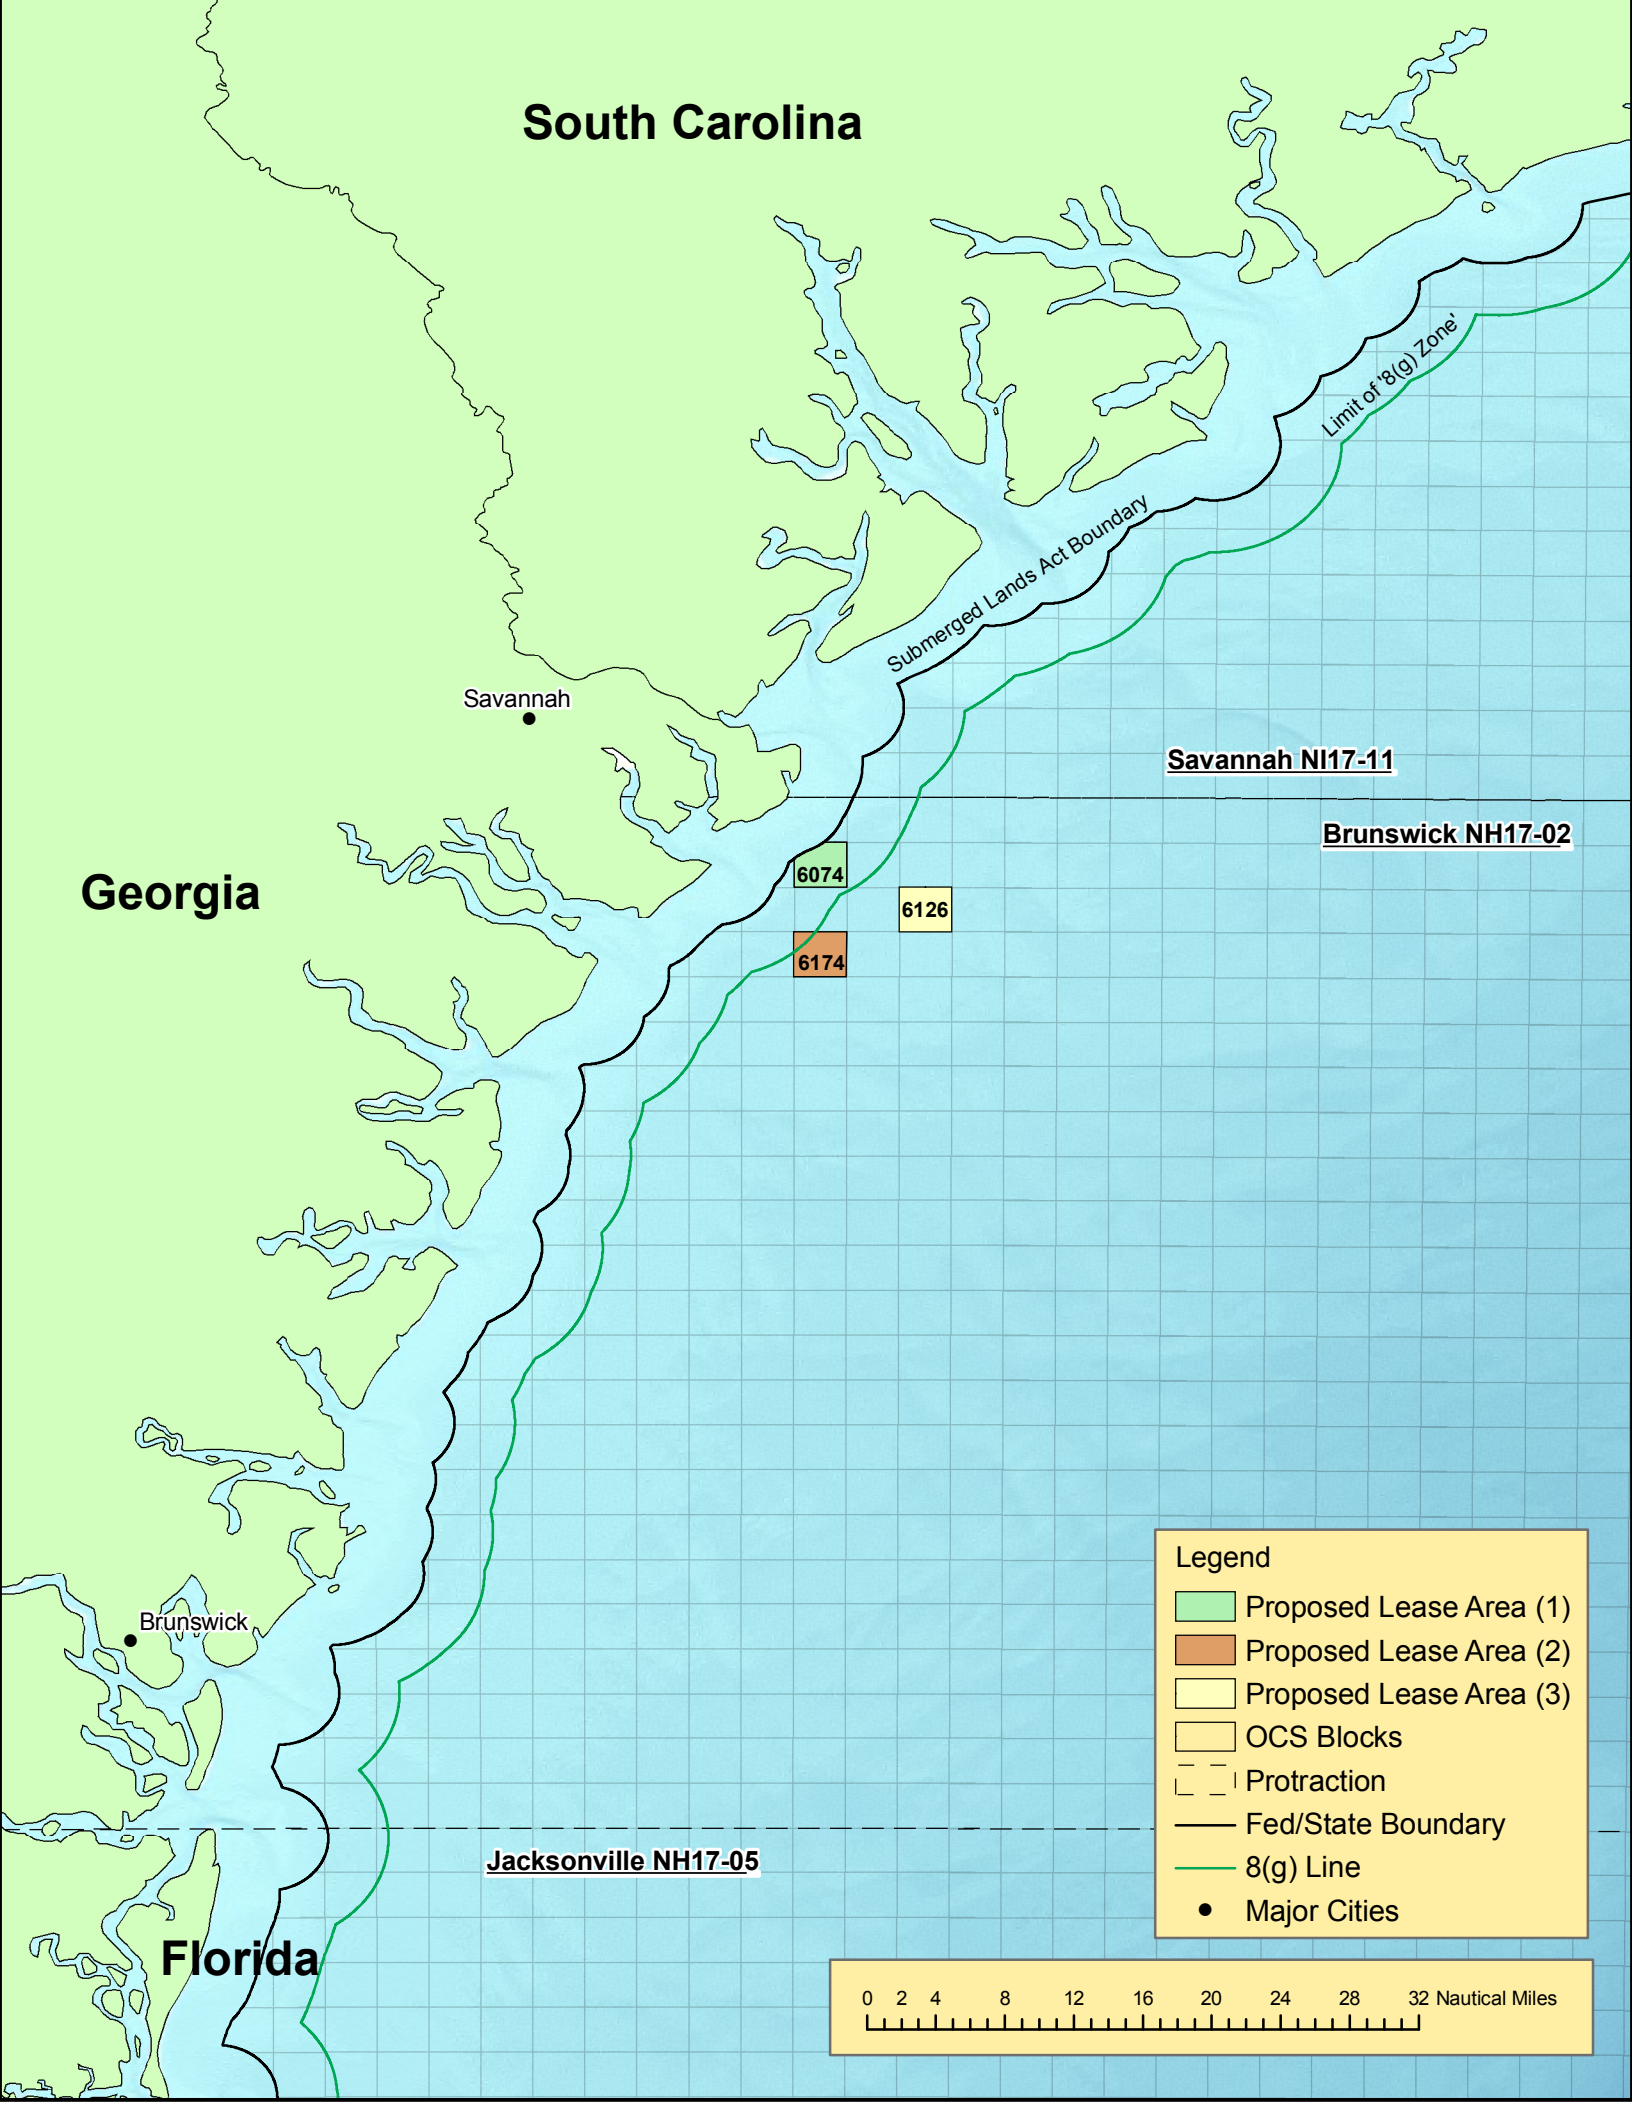 South Carolina
Limit of '8(g) Zone'
Submerged Lands Act Boundary
Savannah
Savannah NI17-11
Brunswick NH17-02
Georgia
6074
6126
6174
Legend
Proposed Lease Area (1)
Proposed Lease Area (2)
Proposed Lease Area (3)
OCS Blocks
Protraction
Fed/State Boundary
8(g) Line
Major Cities
Brunswick
Jacksonville NH17-05
Florida
0 2 4 8 12 16 20 24 28 32 Nautical Miles